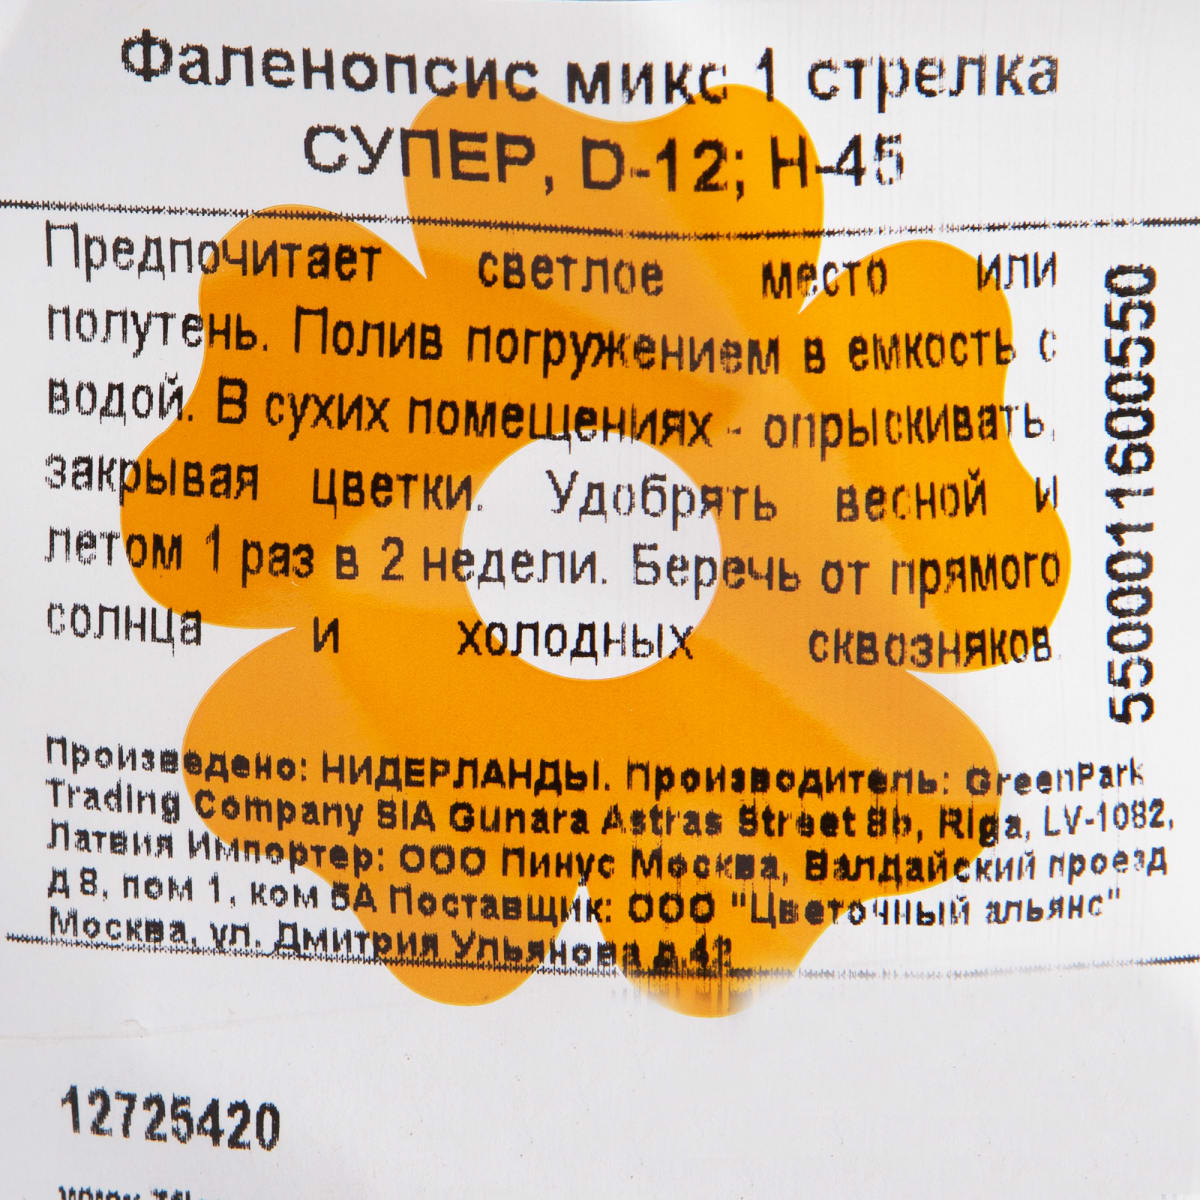 Фаленопсис микс 1 стрелка
СУПЕР, D-12; H-45
Предпочитает светлое место или
полутень. Полив погружением в емкость с
водой. В сухих помещениях - опрыскивать,
закрывая цветки. Удобрять весной и
летом 1 раз в 2 недели. Беречь от прямого
солнца и холодных сквозняков.
5500011600550
Произведено: НИДЕРЛАНДЫ. Производитель: GreenPark
Trading Company SIA Gunara Astras Street 8b, Riga, LV-1082,
Латвия Импортер: ООО Пинус Москва, Валдайский проезд
д 8, пом 1, ком 5А Поставщик: ООО "Цветочный альянс"
Москва, ул. Дмитрия Ульянова д.42
12725420